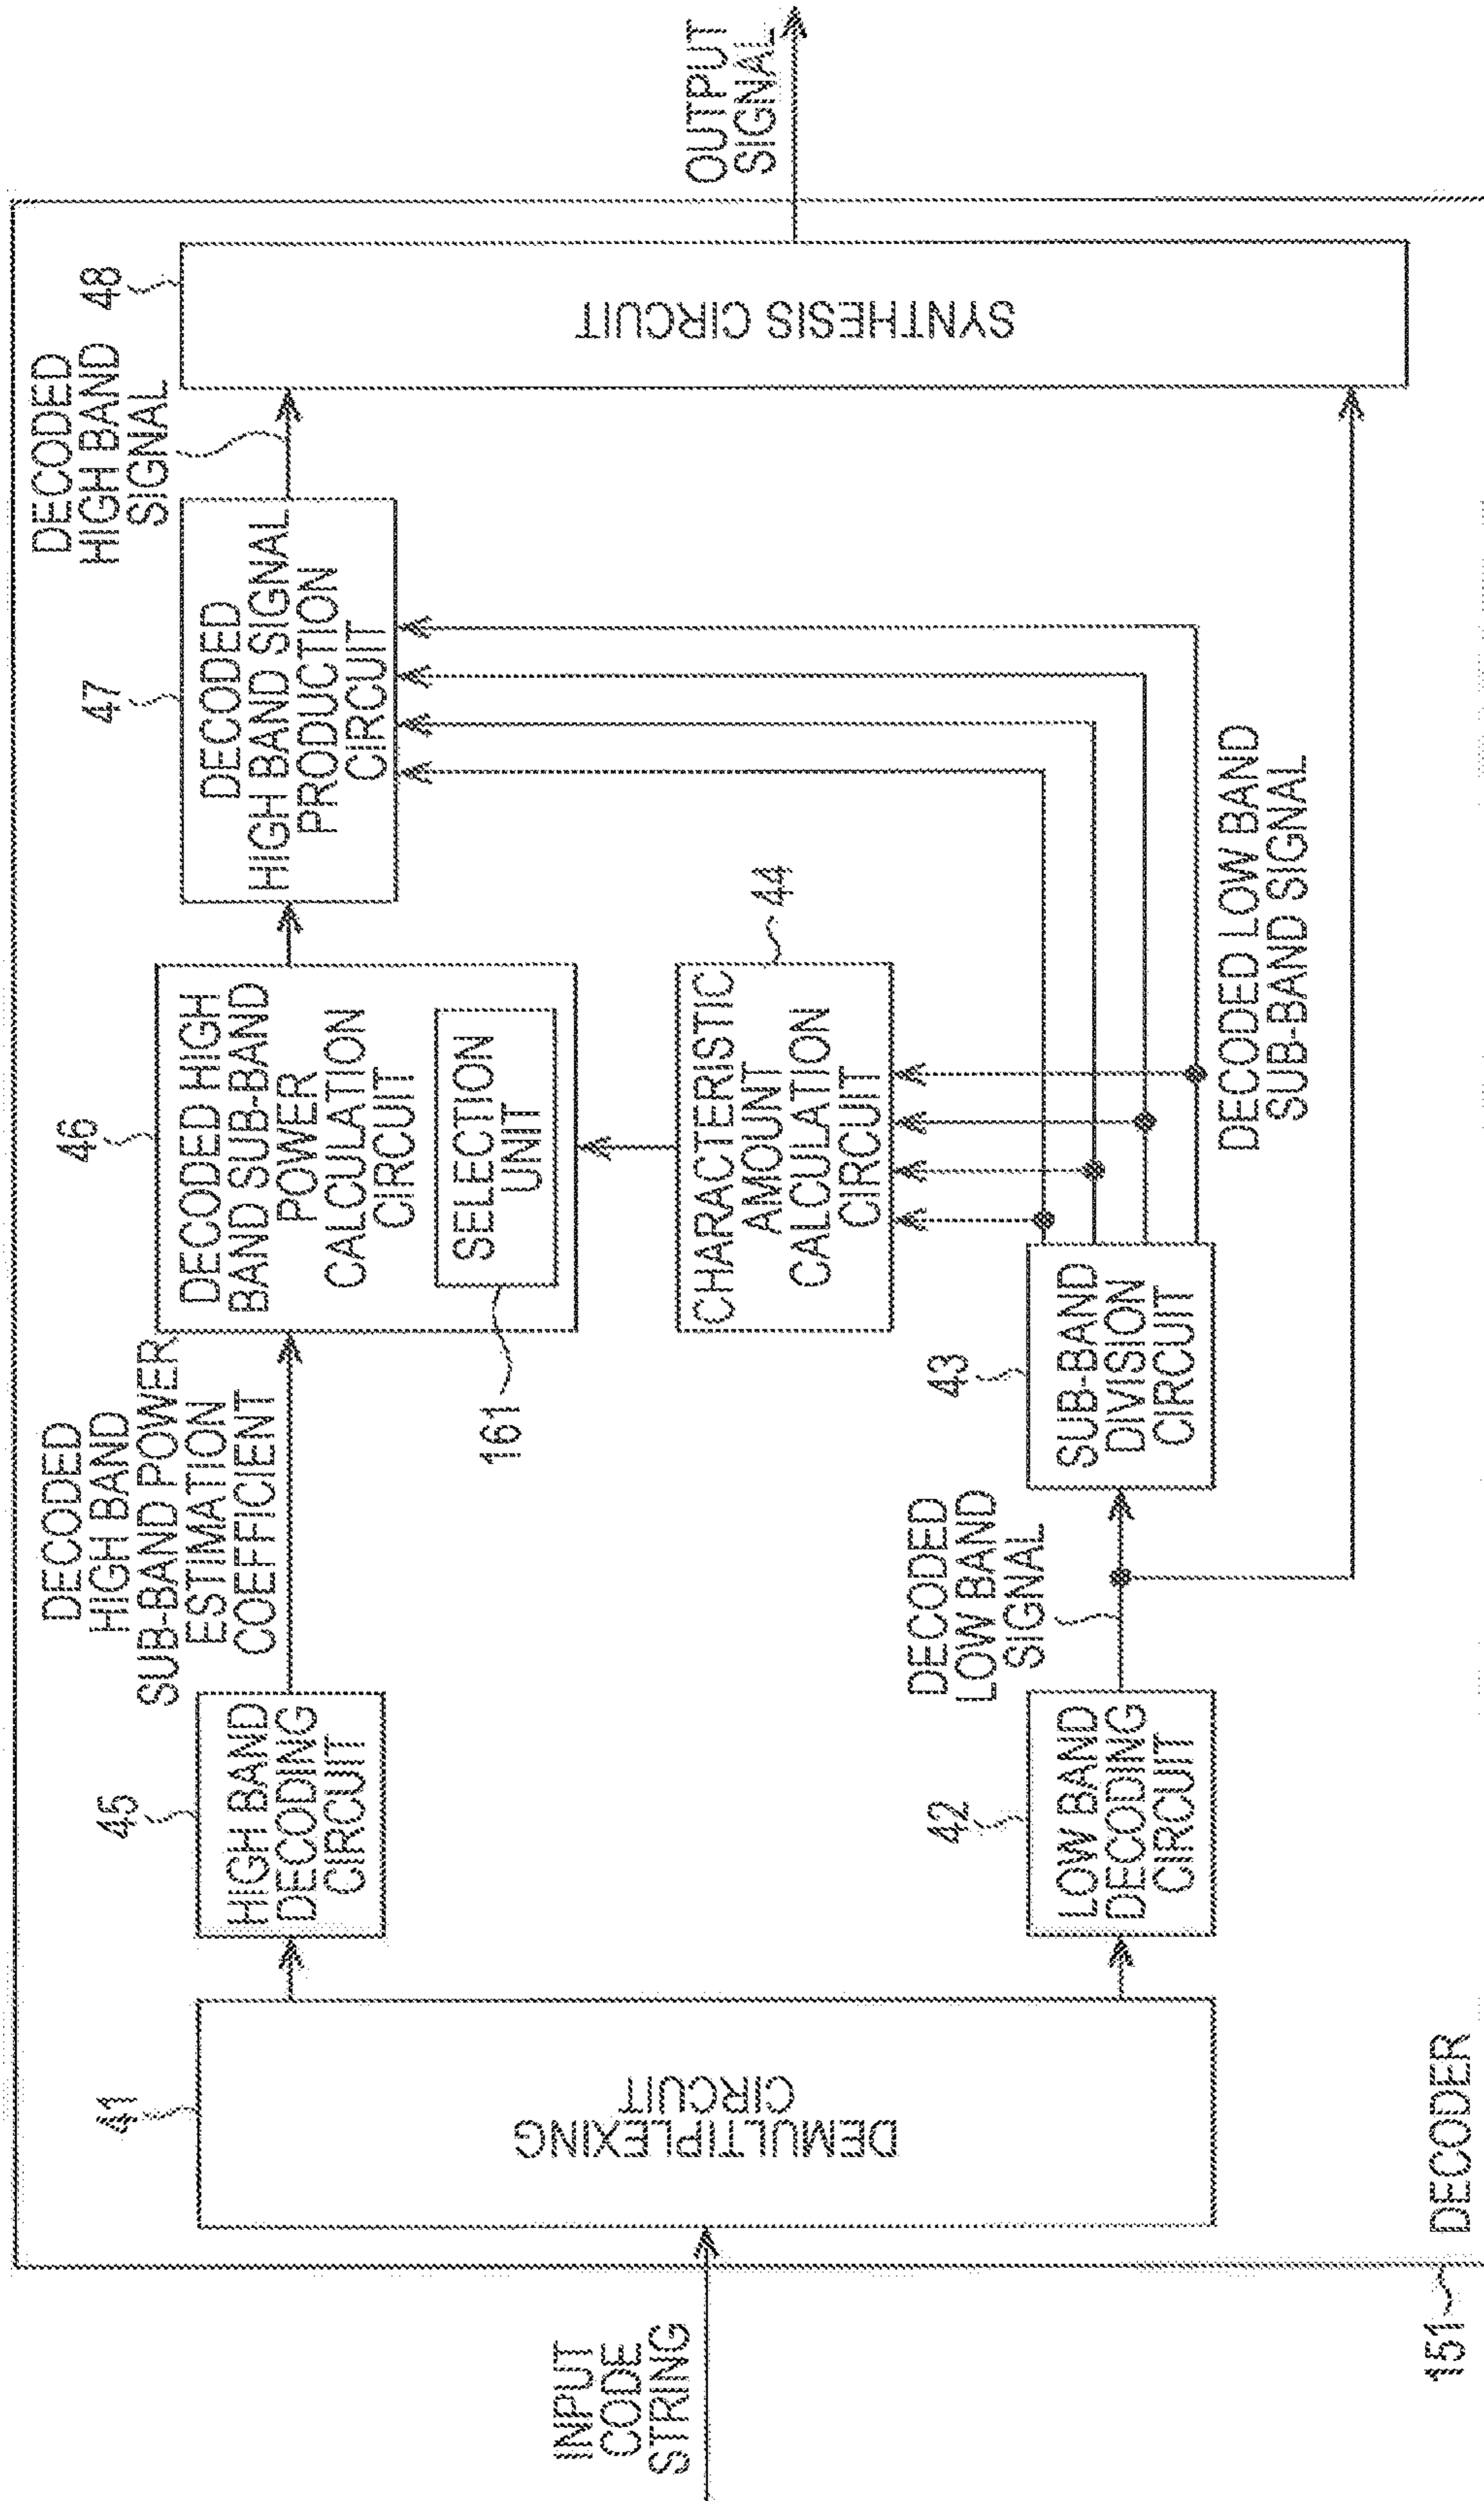 INPUT
CODE
STRING
41
DEMULTIPLEXING
CIRCUIT
45
HIGH BAND
DECODING
CIRCUIT
DECODED
HIGH BAND
SUB-BAND POWER
ESTIMATION
COEFFICIENT
46
DECODED HIGH
BAND SUB-BAND
POWER
CALCULATION
CIRCUIT
SELECTION
UNIT
161
47
DECODED
HIGH BAND SIGNAL
PRODUCTION
CIRCUIT
DECODED
HIGH BAND
SIGNAL
48
SYNTHESIS CIRCUIT
OUTPUT
SIGNAL
44
CHARACTERISTIC
AMOUNT
CALCULATION
CIRCUIT
42
LOW BAND
DECODING
CIRCUIT
DECODED
LOW BAND
SIGNAL
43
SUB-BAND
DIVISION
CIRCUIT
DECODED LOW BAND
SUB-BAND SIGNAL
151
DECODER